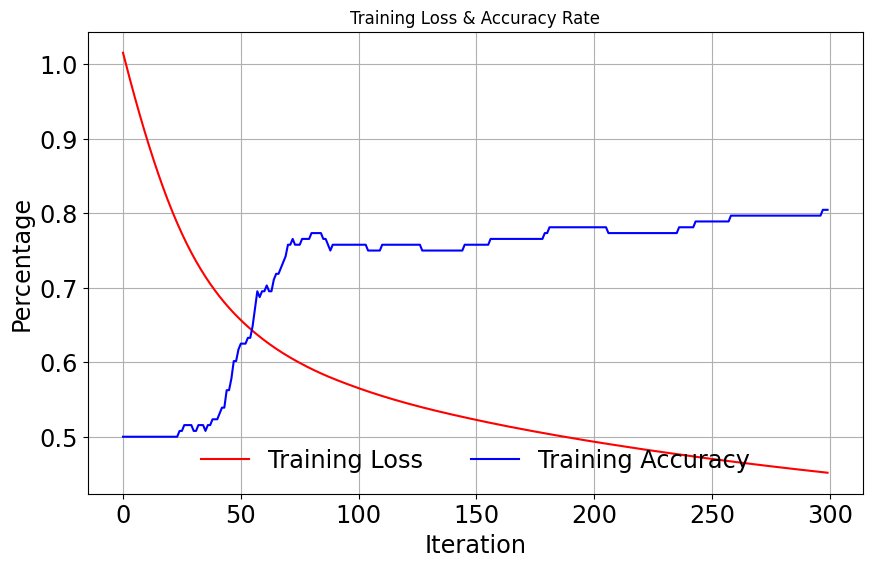 Training Loss & Accuracy Rate
Percentage
1.0
0.9
0.8
0.7
0.6
0.5
Training Loss Training Accuracy
0 50 100 150 200 250 300
Iteration